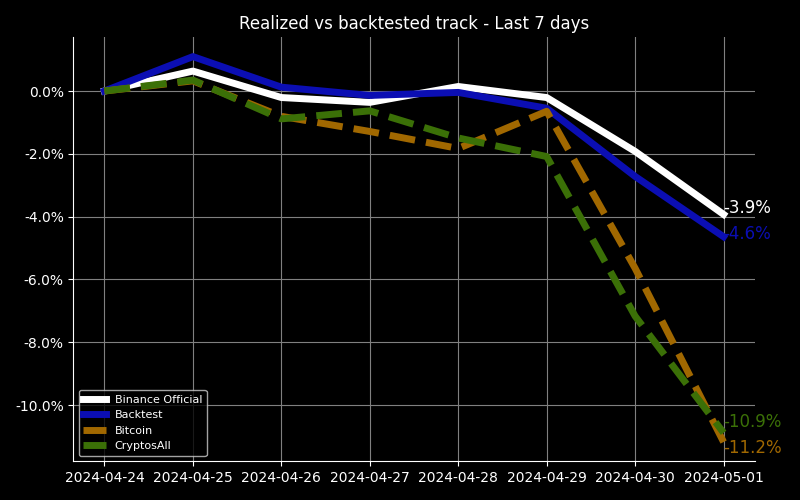 Realized vs backtested track - Last 7 days
0.0%
-2.0%
-4.0%
-6.0%
-8.0%
-10.0%
-3.9%
-4.6%
-10.9%
-11.2%
Binance Official
Backtest
Bitcoin
CryptosAll
2024-04-24 2024-04-25 2024-04-26 2024-04-27 2024-04-28 2024-04-29 2024-04-30 2024-05-01